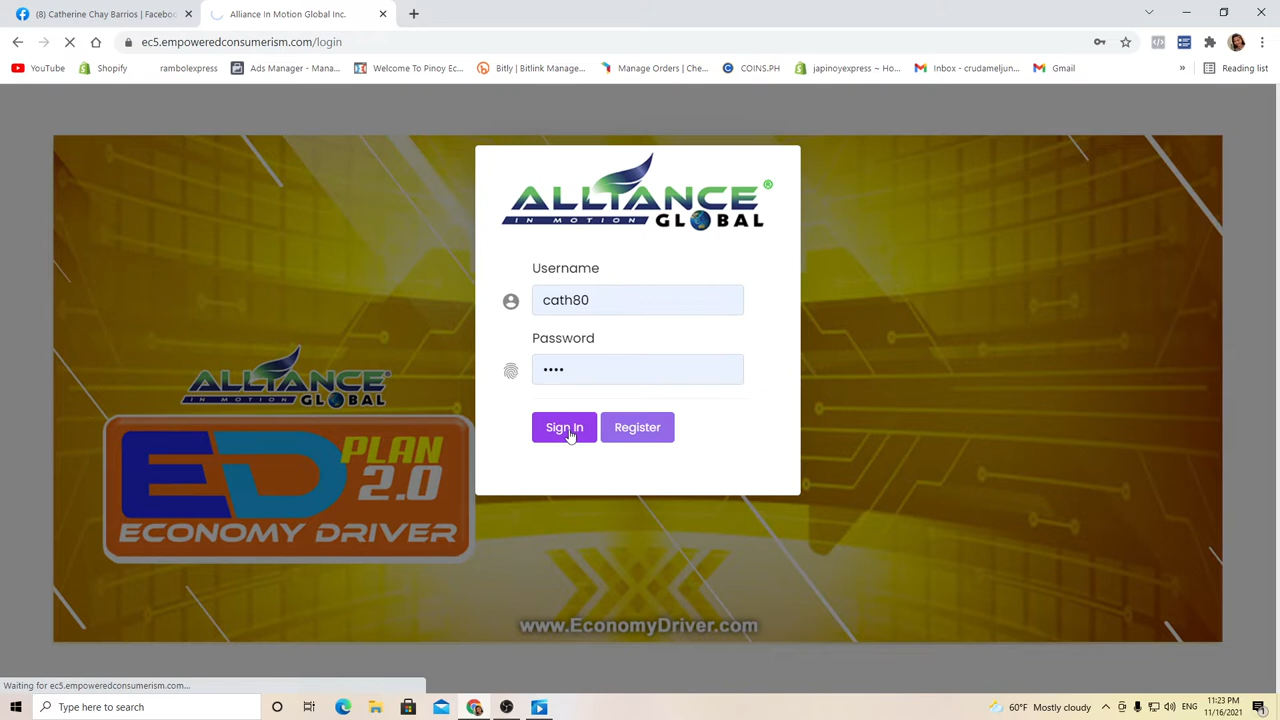 (8) Catherine Chay Barrios | Faceboo
Alliance In Motion Global Inc.
ec5.empoweredconsumerism.com/login
YouTube
Shopify
rambolexpress
Ads Manager - Mana...
Welcome To Pinoy Ec...
Bitly | Bitlink Manage...
Manage Orders | Che...
COINS.PH
japinoyexpress ~ Ho...
Inbox - crudameljun...
Gmail
»
Reading list
ALLIANCE ®
IN MOTION GLOBAL
Username
cath80
Password
••••
Sign In
Register
ALLIANCE
IN MOTION GLOBAL
ED PLAN
2.0
ECONOMY DRIVER
www.EconomyDriver.com
Waiting for ec5.empoweredconsumerism.com...
Type here to search
60°F Mostly cloudy
11:23 PM
11/16/2021
1